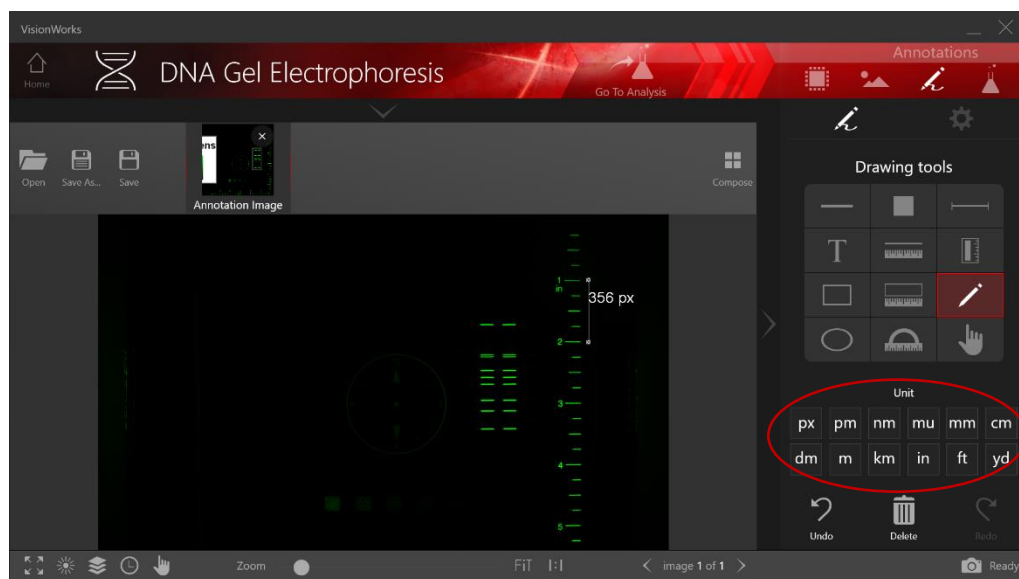 VisionWorks
Annotations
Home
DNA Gel Electrophoresis
Go To Analysis
Open
Save As...
Save
ens
Annotation Image
Compose
Drawing tools
T
1
in
356 px
2
3
4
5
Unit
px pm nm mu mm cm
dm m km in ft yd
Undo Delete Redo
Zoom FiT 1:1 image 1 of 1 Ready